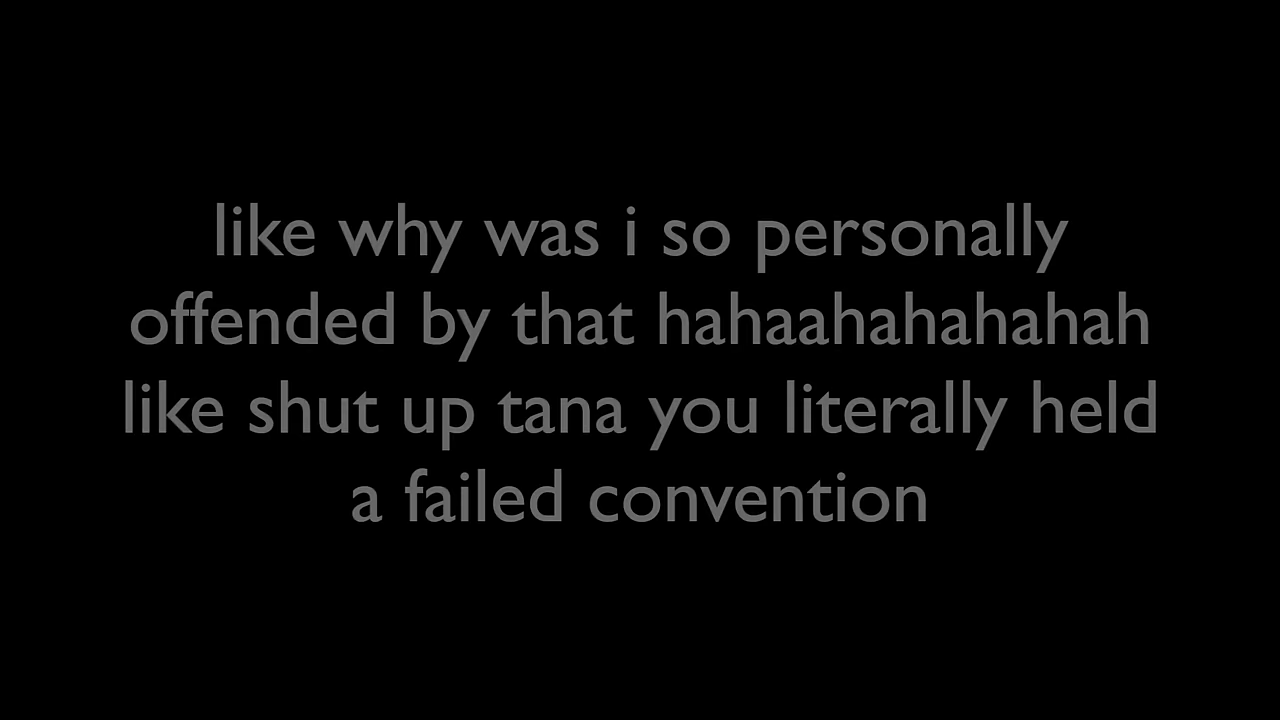 like why was i so personally
offended by that hahaahahahahah
like shut up tana you literally held
a failed convention